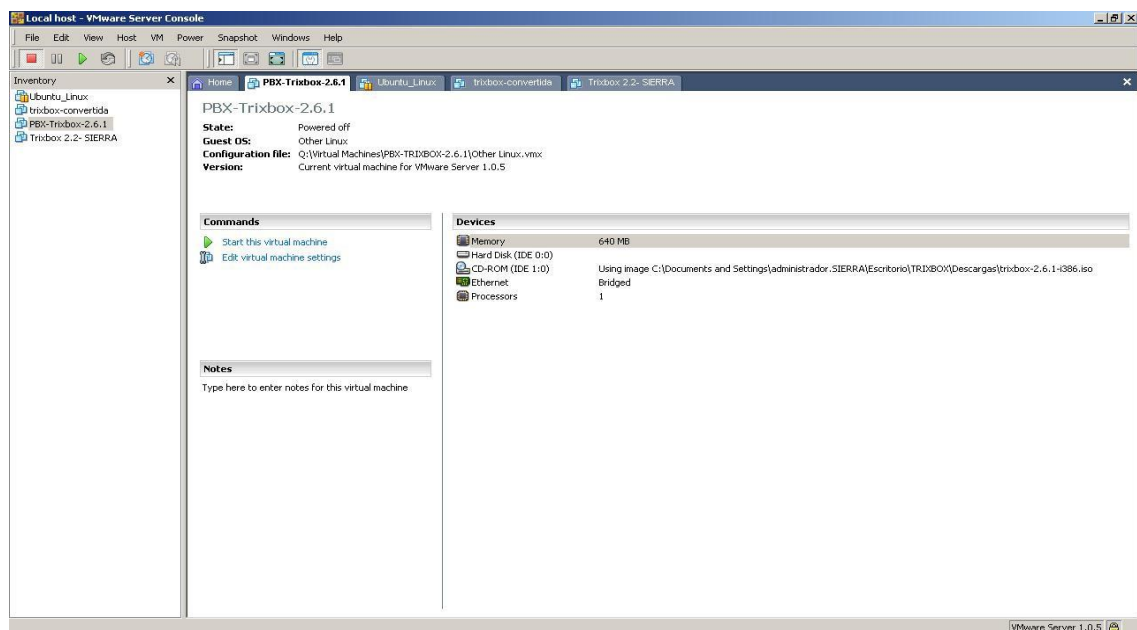 Local host - VMware Server Console
File Edit View Host VM Power Snapshot Windows Help
Inventory
Ubuntu_Linux
trixbox-convertida
PBX-Trixbox-2.6.1
Trixbox 2.2- SIERRA
Home PBX-Trixbox-2.6.1 Ubuntu_Linux trixbox-convertida Trixbox 2.2- SIERRA
PBX-Trixbox-2.6.1
State: Powered off
Guest OS: Other Linux
Configuration file: Q:\Virtual Machines\PBX-TRIXBOX-2.6.1\Other Linux.vmx
Version: Current virtual machine for VMware Server 1.0.5
Commands
Start this virtual machine
Edit virtual machine settings
Devices
Memory 640 MB
Hard Disk (IDE 0:0)
CD-ROM (IDE 1:0) Using image C:\Documents and Settings\administrador.SIERRA\Escritorio\TRIXBOX\Descargas\trixbox-2.6.1-i386.iso
Ethernet Bridged
Processors 1
Notes
Type here to enter notes for this virtual machine
VMware Server 1.0.5